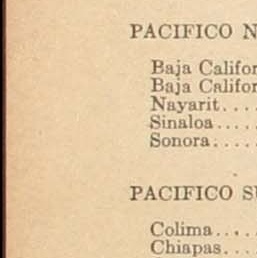 PACIFICO N
Baja Califor
Baja Califor
Nayarit....
Sinaloa.....
Sonora.....
PACIFICO SU
Colima.....
Chiapas...